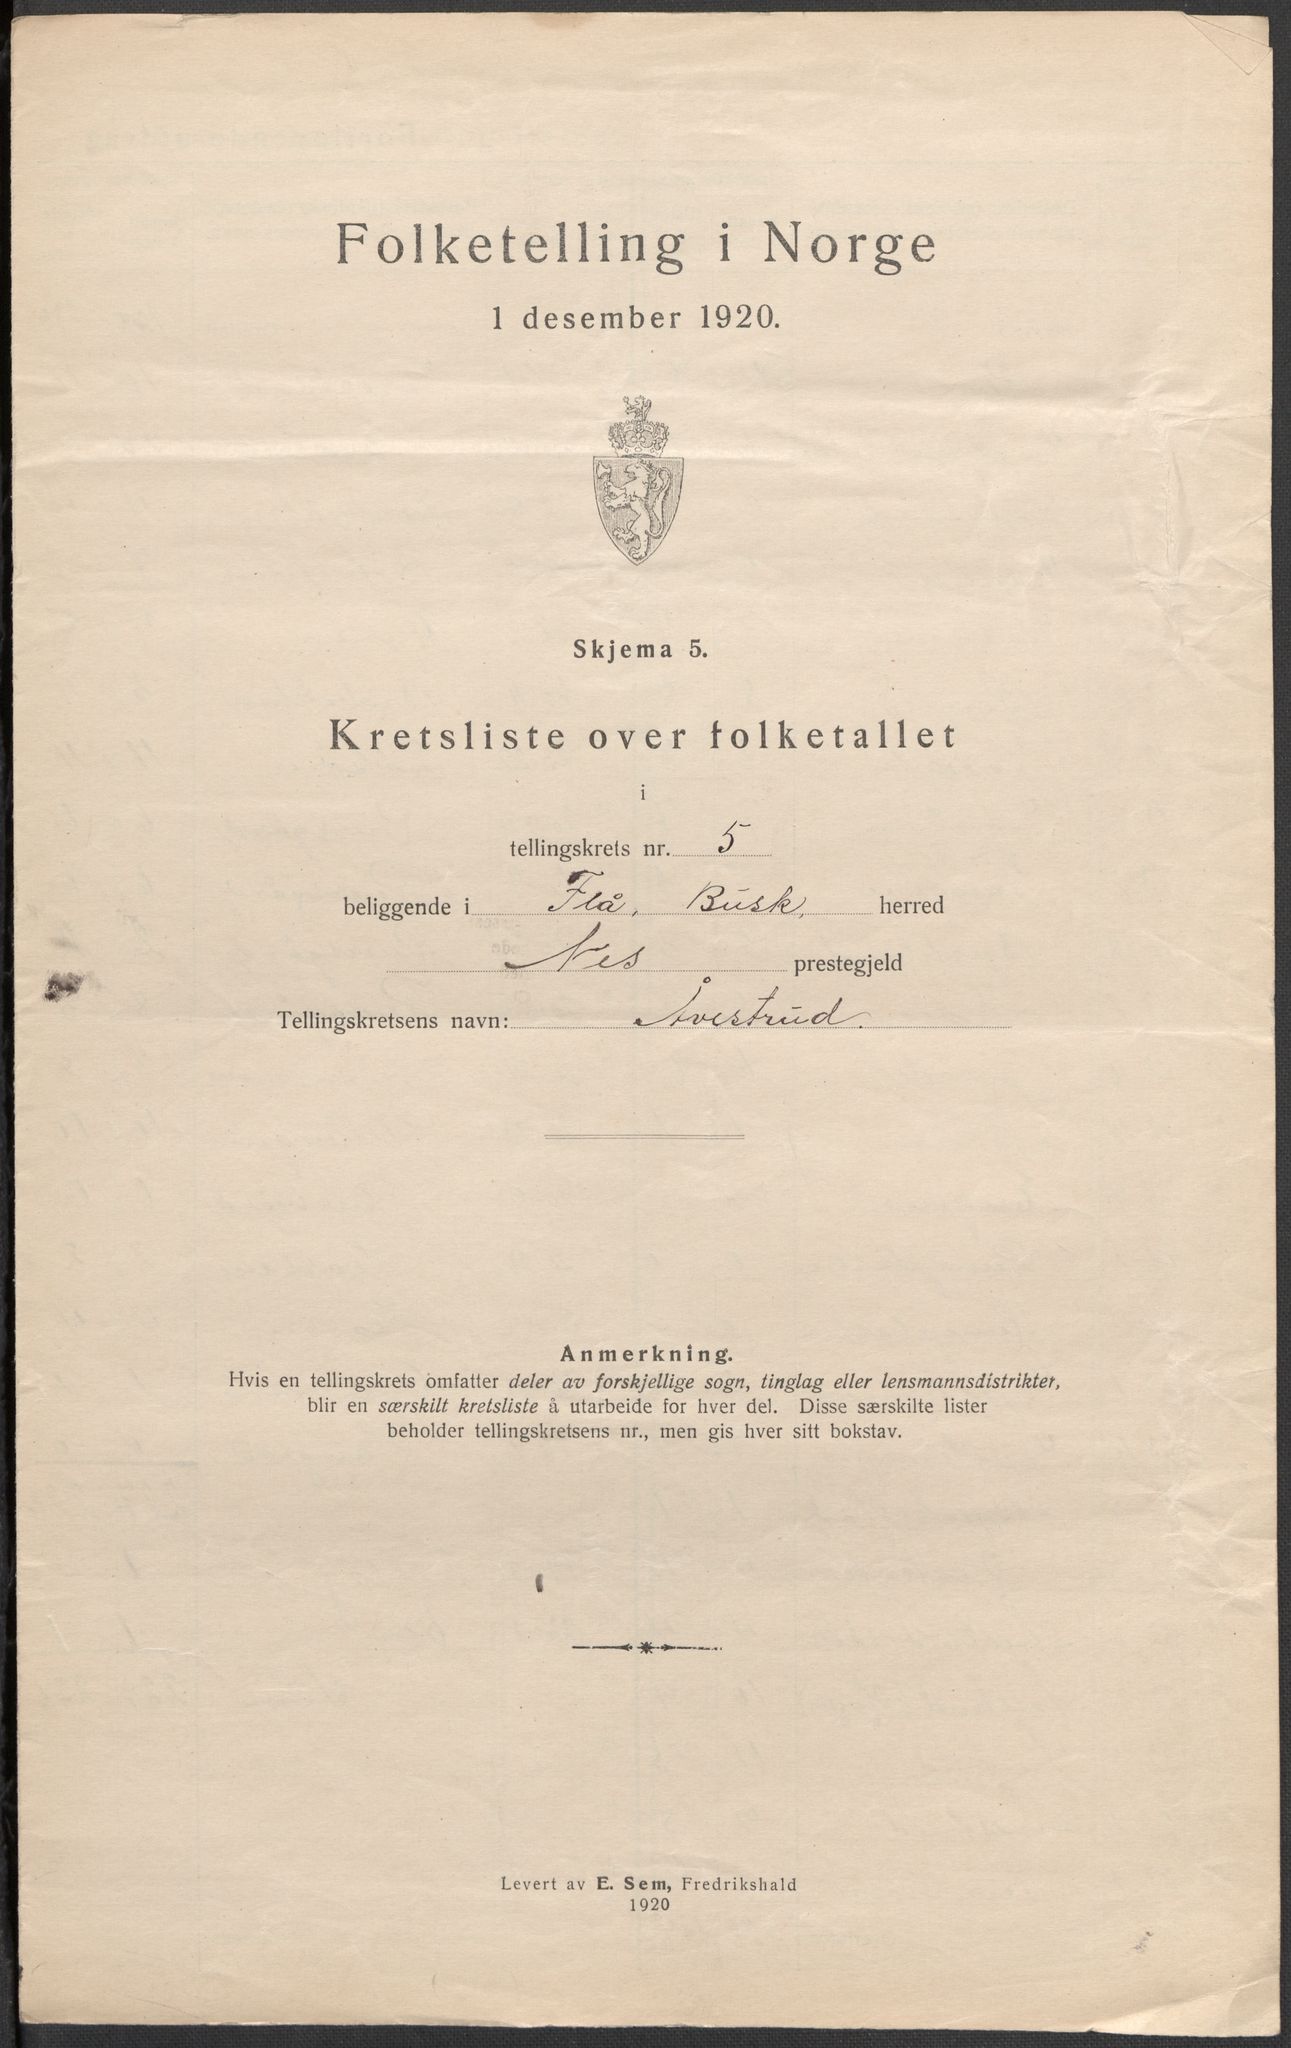 Folketelling i Norge
1 desember 1920.
Skjema 5.
Kretsliste over folketallet
i
tellingskrets nr. 5
beliggende i Flå, Busk. herred
Nes prestegjeld
Tellingskretsens navn: Åvestrud.
Anmerkning.
Hvis en tellingskrets omfatter deler av forskjellige sogn, tinglag eller lensmannsdistrikter,
blir en særskilt kretsliste å utarbeide for hver del. Disse særskilte lister
beholder tellingskretsens nr., men gis hver sitt bokstav.
Levert av E. Sem, Fredrikshald
1920